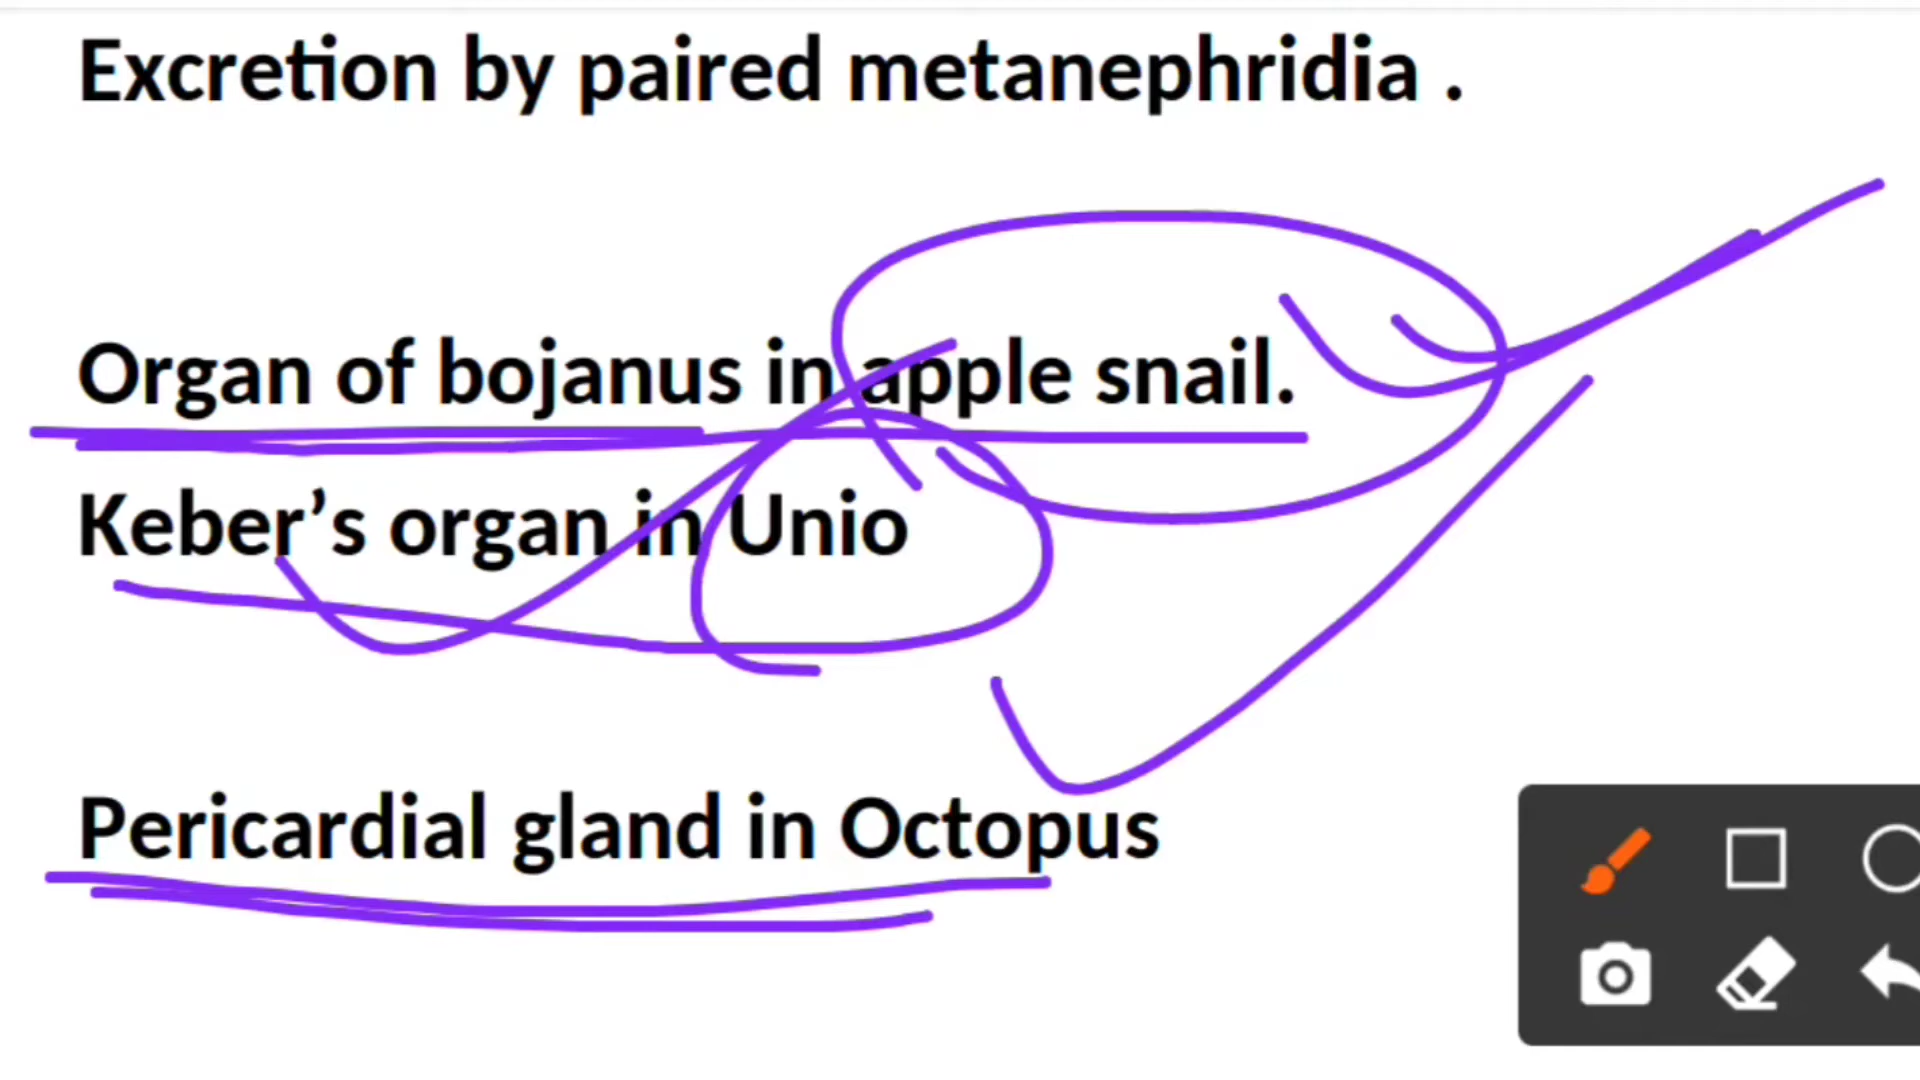 Excretion by paired metanephridia .
Organ of bojanus in apple snail.
Keber’s organ in Unio
Pericardial gland in Octopus